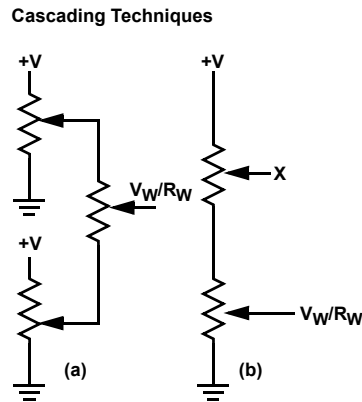 Cascading Techniques
+V
+V
X
V_W/R_W
+V
V_W/R_W
(a)
(b)